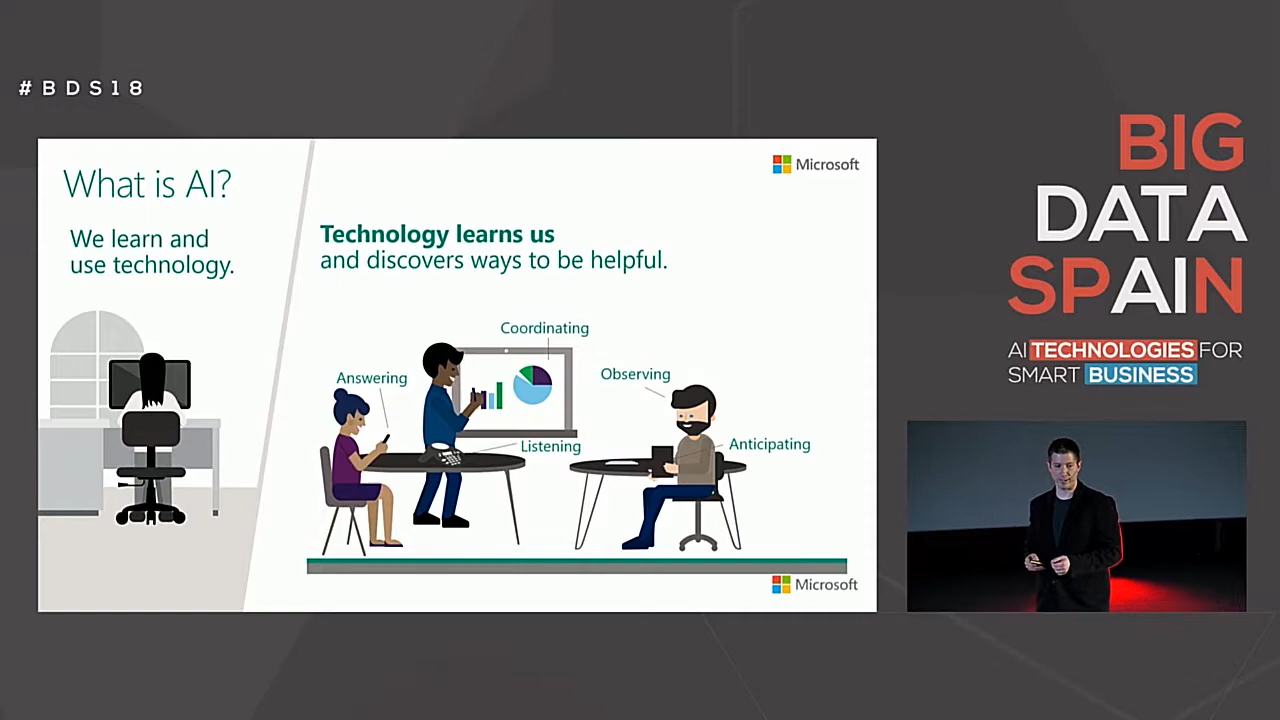 #BDS18
What is AI?
We learn and
use technology.
Microsoft
Technology learns us
and discovers ways to be helpful.
Coordinating
Answering
Observing
Listening
Anticipating
Microsoft
BIG
DATA
SPAIN
AI TECHNOLOGIES FOR
SMART BUSINESS